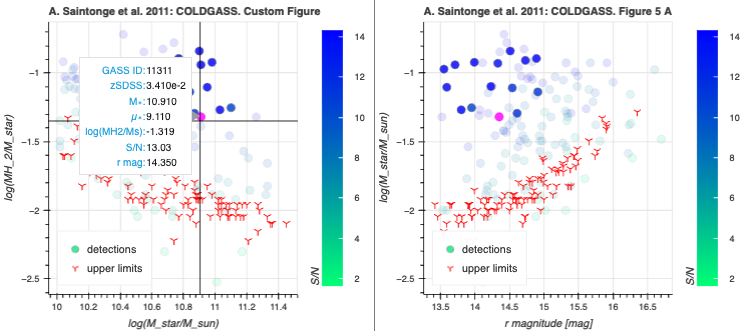 A. Saintonge et al. 2011: COLDGASS. Custom Figure
log(MH_2/M_star)
−1
−1.5
−2
−2.5
GASS ID: 11311
zSDSS: 3.410e-2
M*: 10.910
μ*: 9.110
log(MH2/Ms): -1.319
S/N: 13.03
r mag: 14.350
detections
upper limits
10 10.2 10.4 10.6 10.8 11 11.2 11.4
log(M_star/M_sun)
14
12
10
8
6
4
2
S/N
A. Saintonge et al. 2011: COLDGASS. Figure 5 A
log(M_star/M_sun)
−1
−1.5
−2
−2.5
detections
upper limits
13.5 14 14.5 15 15.5 16 16.5
r magnitude [mag]
14
12
10
8
6
4
2
S/N